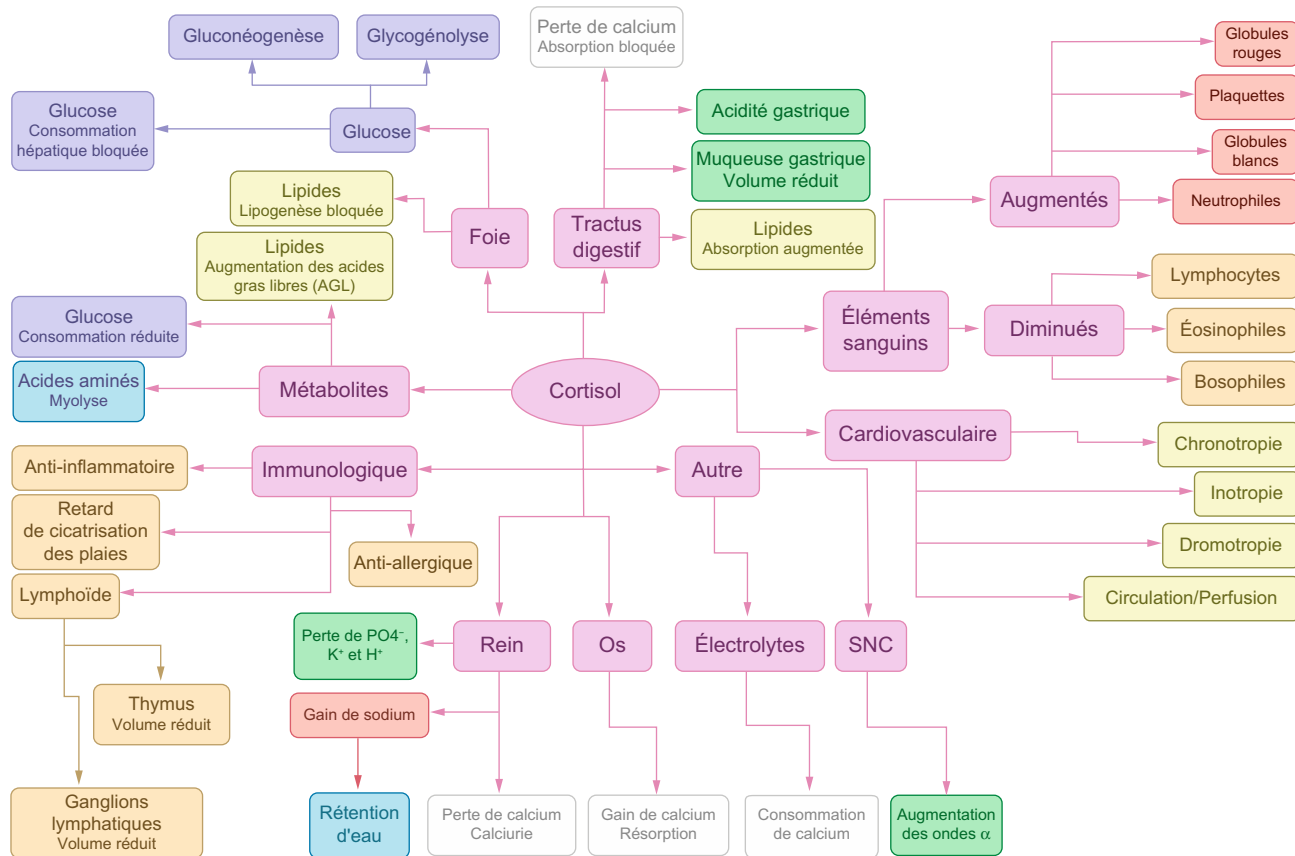 Gluconéogenèse
Glycogénolyse
Perte de calcium
Absorption bloquée
Globules
rouges
Glucose
Consommation
hépatique bloquée
Glucose
Acidité gastrique
Plaquettes
Muqueuse gastrique
Volume réduit
Globules
blancs
Lipides
Lipogenèse bloquée
Foie
Tractus
digestif
Lipides
Absorption augmentée
Augmentés
Neutrophiles
Lipides
Augmentation des acides
gras libres (AGL)
Lymphocytes
Glucose
Consommation réduite
Éléments
sanguins
Diminués
Éosinophiles
Acides aminés
Myolyse
Métabolites
Cortisol
Bosophiles
Cardiovasculaire
Chronotropie
Anti-inflammatoire
Immunologique
Autre
Inotropie
Retard
de cicatrisation
des plaies
Anti-allergique
Dromotropie
Lymphoïde
Circulation/Perfusion
Perte de PO4⁻,
K⁺ et H⁺
Rein
Os
Électrolytes
SNC
Thymus
Volume réduit
Gain de sodium
Ganglions
lymphatiques
Volume réduit
Rétention
d'eau
Perte de calcium
Calciurie
Gain de calcium
Résorption
Consommation
de calcium
Augmentation
des ondes α